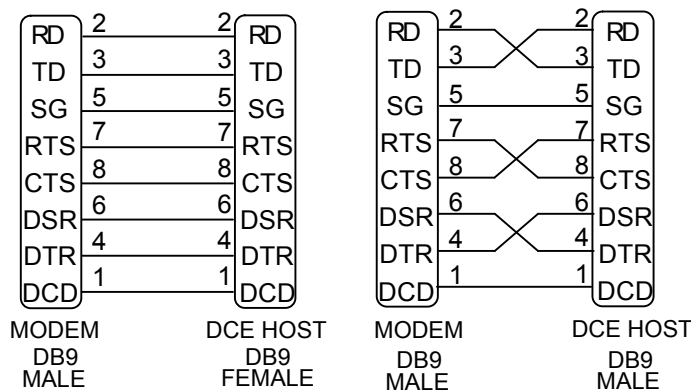 RD 2 2 RD
TD 3 3 TD
SG 5 5 SG
RTS 7 7 RTS
CTS 8 8 CTS
DSR 6 6 DSR
DTR 4 4 DTR
DCD 1 1 DCD
MODEM DCE HOST
DB9 DB9
MALE FEMALE
RD 2 2 RD
TD 3 3 TD
SG 5 5 SG
RTS 7 7 RTS
CTS 8 8 CTS
DSR 6 6 DSR
DTR 4 4 DTR
DCD 1 1 DCD
MODEM DCE HOST
DB9 DB9
MALE MALE